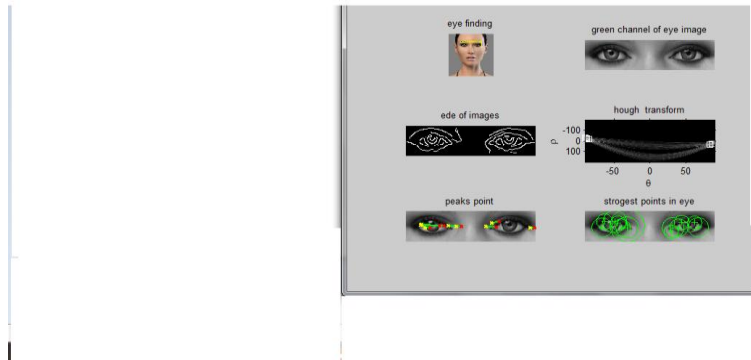 eye finding
green channel of eye image
ede of images
hough transform
-100
0
100
ρ
-50 0 50
θ
peaks point
strogest points in eye